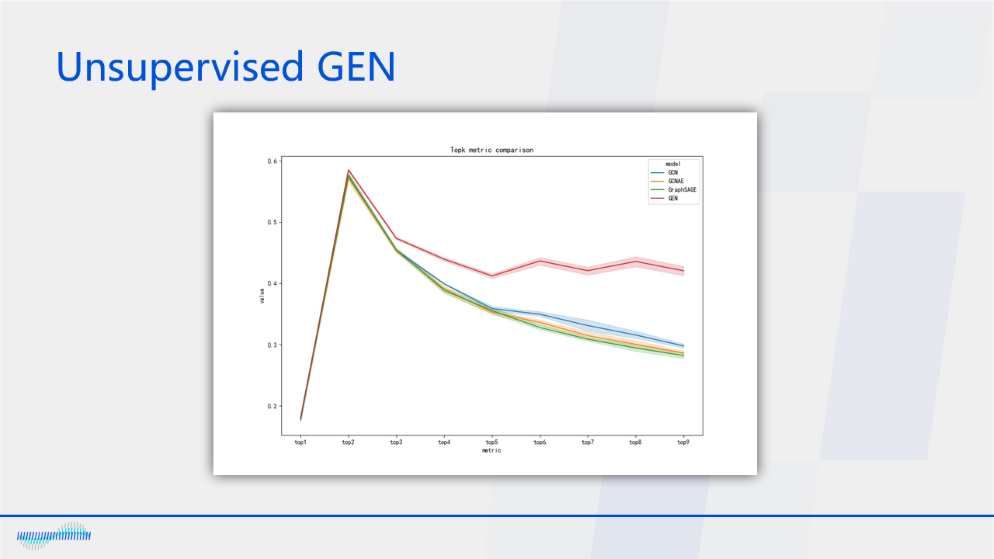 Unsupervised GEN
Topk metric comparison
model
GCN
GCNAE
GraphSAGE
GEN
0.6
0.5
0.4
0.3
0.2
value
top1 top2 top3 top4 top5 top6 top7 top8 top9
metric